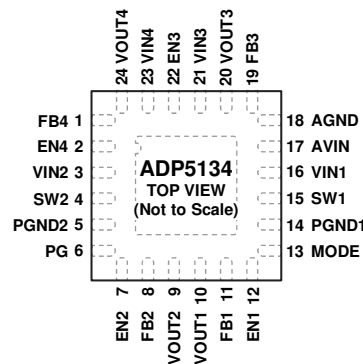 24 VOUT4
23 VIN4
22 EN3
21 VIN3
20 VOUT3
19 FB3
FB4 1
EN4 2
VIN2 3
SW2 4
PGND2 5
PG 6
ADP5134
TOP VIEW
(Not to Scale)
18 AGND
17 AVIN
16 VIN1
15 SW1
14 PGND1
13 MODE
EN2 7
FB2 8
VOUT2 9
VOUT1 10
FB1 11
EN1 12